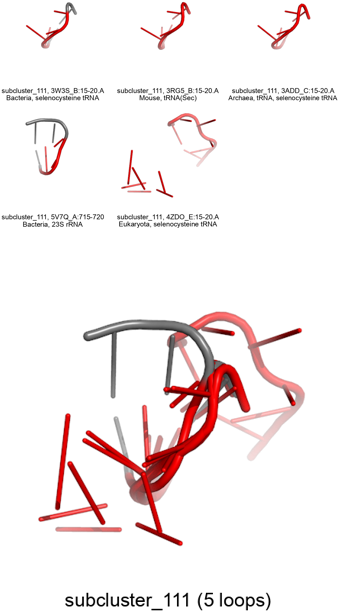 subcluster_111, 3W3S_B:15-20.A
Bacteria, selenocysteine tRNA
subcluster_111, 3RG5_B:15-20.A
Mouse, tRNA(Sec)
subcluster_111, 3ADD_C:15-20.A
Archaea, tRNA, selenocysteine tRNA
subcluster_111, 5V7Q_A:715-720
Bacteria, 23S rRNA
subcluster_111, 4ZDO_E:15-20.A
Eukaryota, selenocysteine tRNA
subcluster_111 (5 loops)